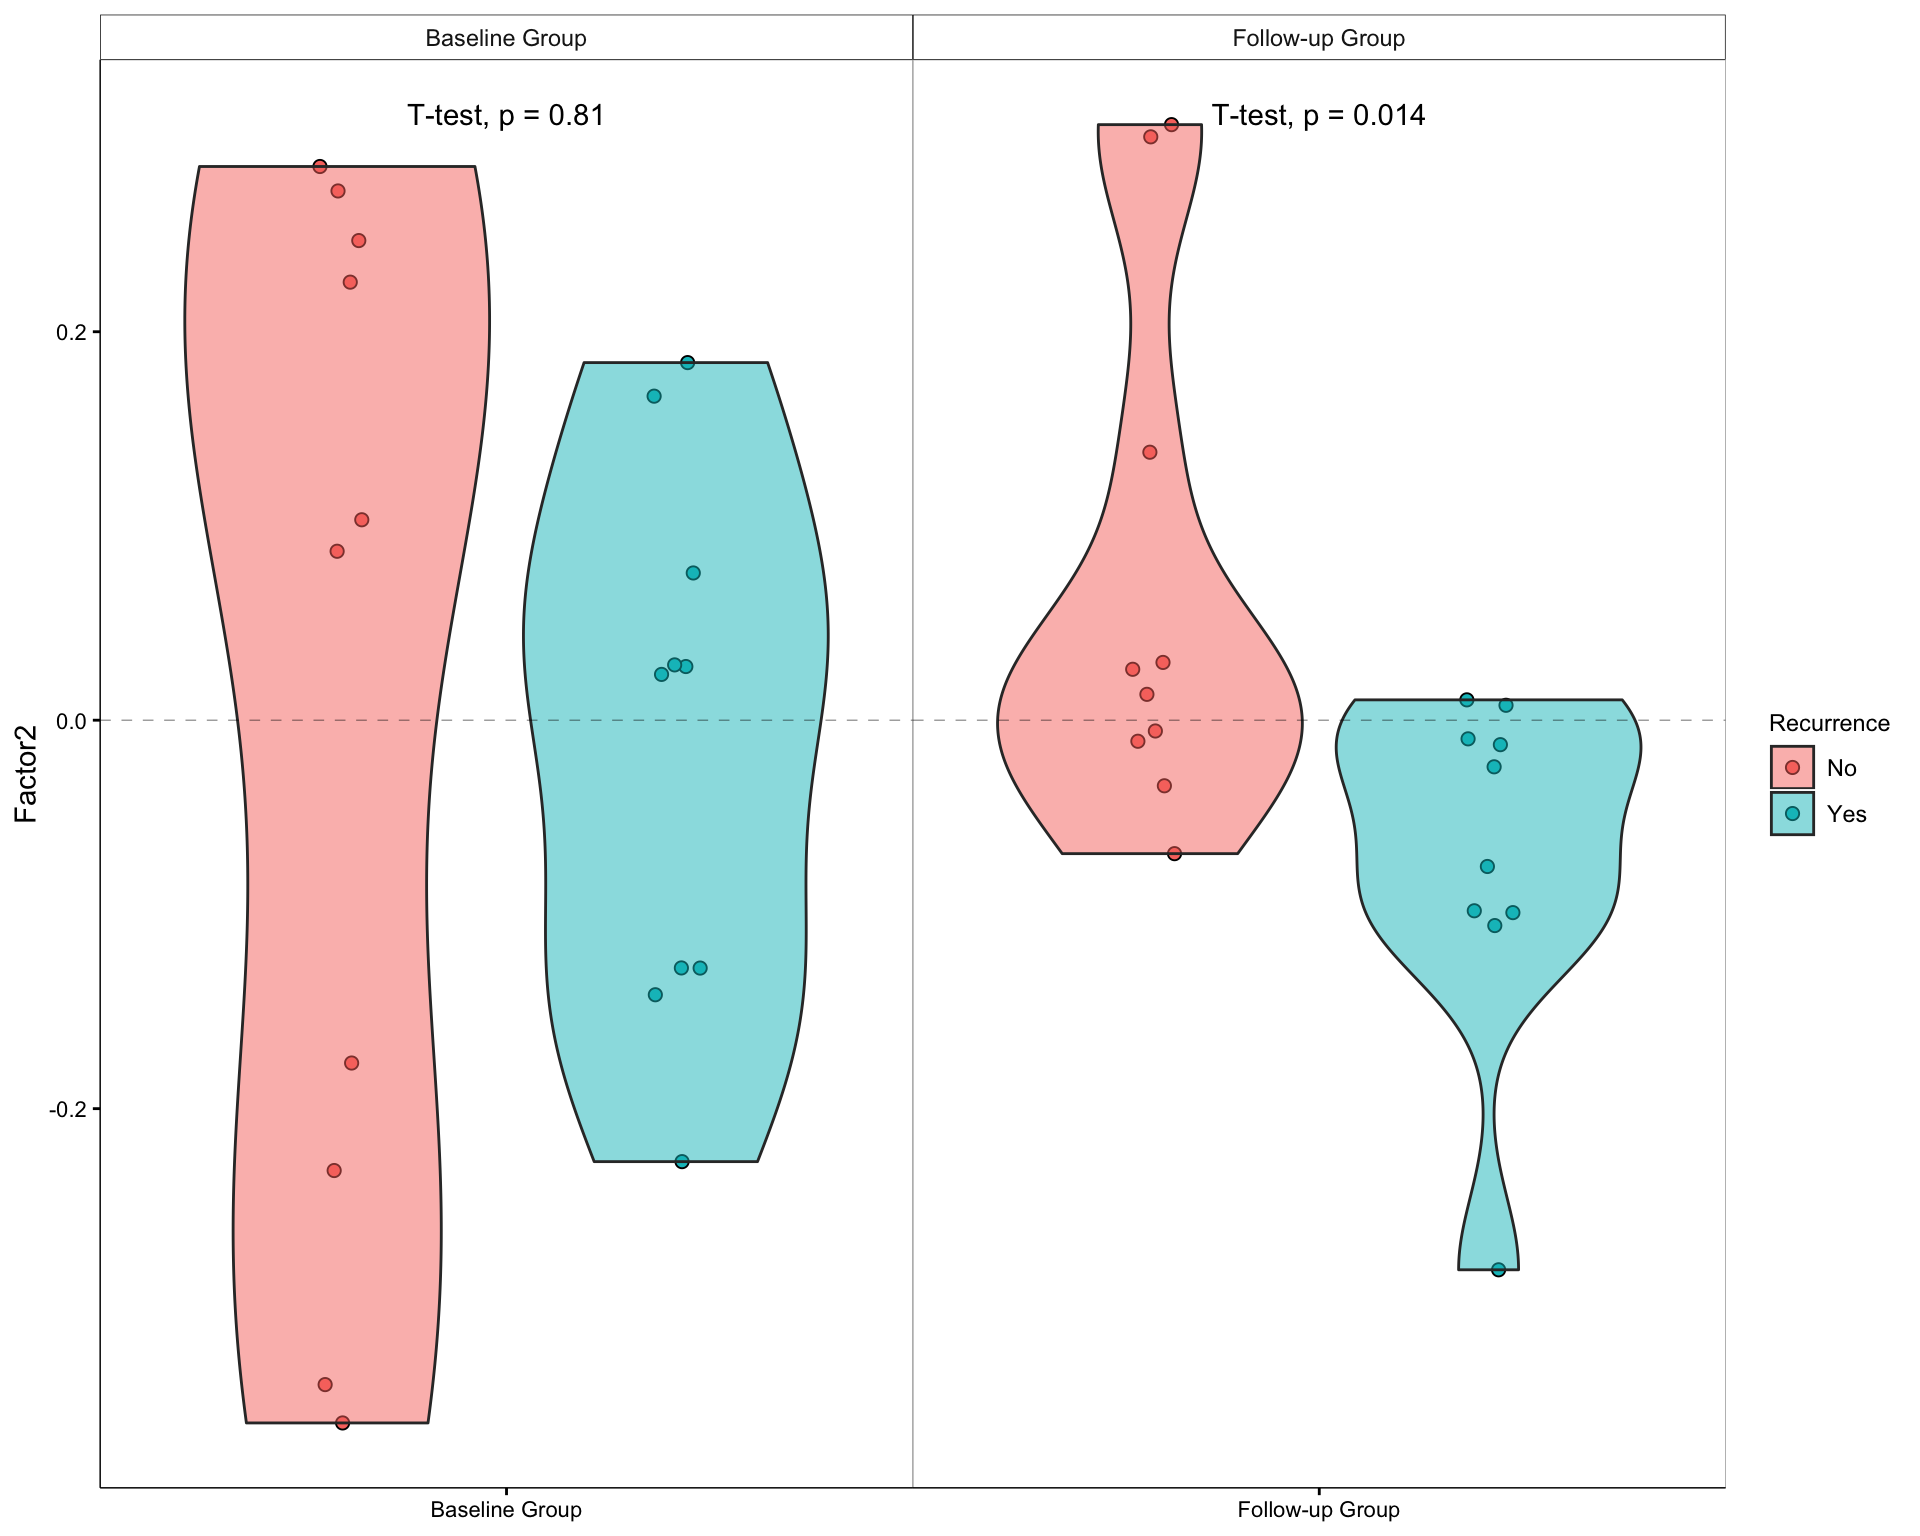 Baseline Group
Follow-up Group
T-test, p = 0.81
T-test, p = 0.014
Factor2
0.2
0.0
-0.2
Baseline Group
Follow-up Group
Recurrence
No
Yes